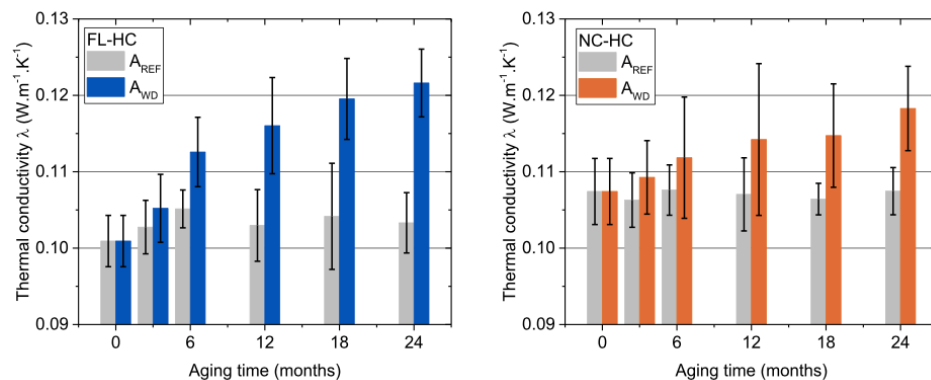 FL-HC
A_REF
A_WD
Thermal conductivity λ (W.m⁻¹.K⁻¹)
0.13
0.12
0.11
0.10
0.09
0 6 12 18 24
Aging time (months)
NC-HC
A_REF
A_WD
Thermal conductivity λ (W.m⁻¹.K⁻¹)
0.13
0.12
0.11
0.10
0.09
0 6 12 18 24
Aging time (months)